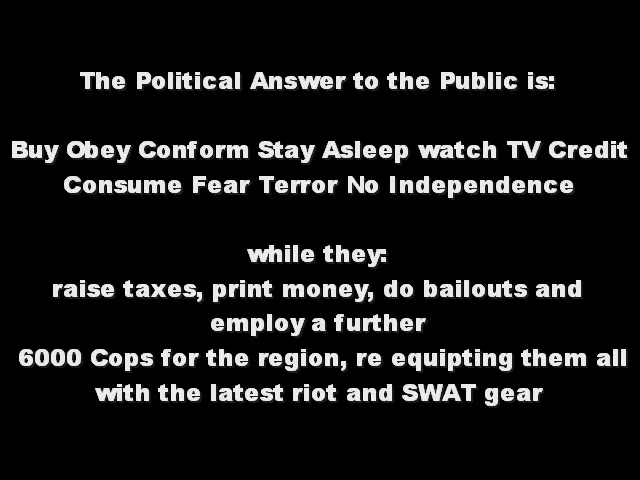 The Political Answer to the Public is:
Buy Obey Conform Stay Asleep watch TV Credit
Consume Fear Terror No Independence
while they:
raise taxes, print money, do bailouts and
employ a further
6000 Cops for the region, re equipting them all
with the latest riot and SWAT gear